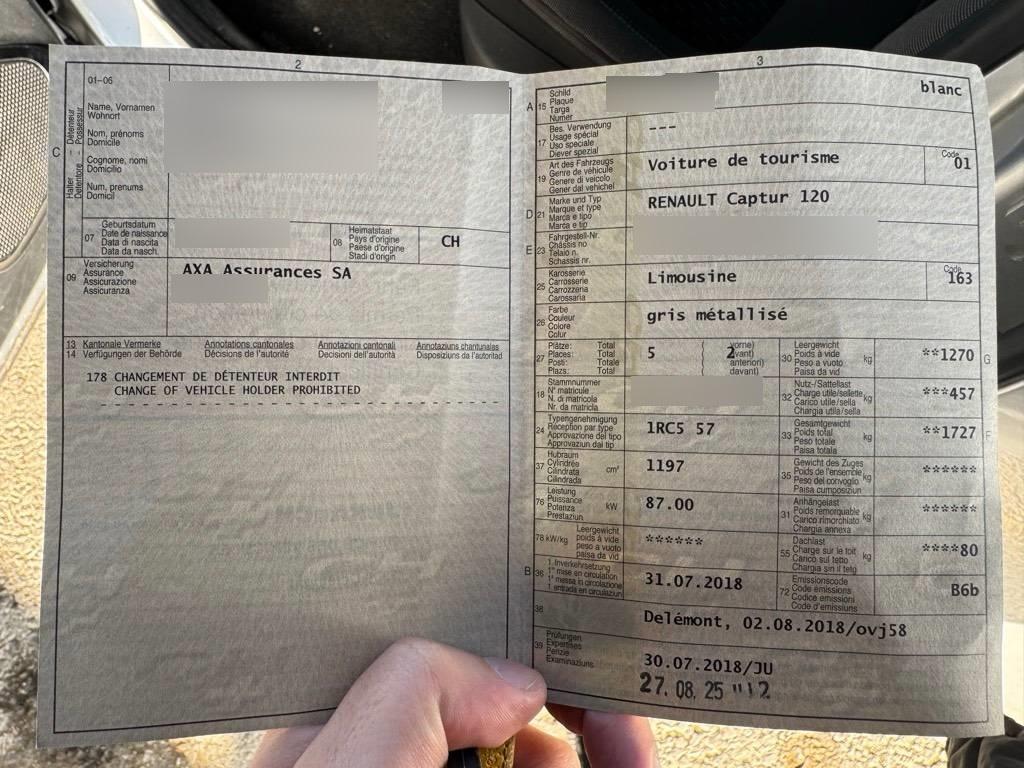 2
01-06
C
Halter - Détenteur
Detentore - Possessur
Name, Vornamen
Wohnort
Nom, prénoms
Domicile
Cognome, nomi
Domicilio
Num, prenums
Domicil
07
Geburtsdatum
Date de naissance
Data di nascita
Data da nasch.
08
Heimatstaat
Pays d'origine
Paese d'origine
Stadi d'origin
CH
09
Versicherung
Assurance
Assicurazione
Assicuranza
AXA Assurances SA
13 Kantonale Vermerke Annotations cantonales Annotazioni cantonali Annotaziuns chantunalas
14 Verfügungen der Behörde Décisions de l'autorité Decisioni dell'autorità Disposiziuns da l'autoritad
178 CHANGEMENT DE DÉTENTEUR INTERDIT
CHANGE OF VEHICLE HOLDER PROHIBITED
3
A 15
Schild
Plaque
Targa
Numer
blanc
17
Bes. Verwendung
Usage spécial
Uso speciale
Diever spezial
---
19
Art des Fahrzeugs
Genre de véhicule
Genere di veicolo
Gener dal vehichel
Voiture de tourisme
Code
01
D 21
Marke und Typ
Marque et type
Marca e tipo
Marca e tip
RENAULT Captur 120
E 23
Fahrgestell-Nr.
Châssis no
Telaio n.
Schassis nr.
25
Karosserie
Carrosserie
Carrozzeria
Carossaria
Limousine
Code
163
26
Farbe
Couleur
Colore
Colur
gris métallisé
27
Plätze: Total
Places: Total
Posti: Totale
Plazs: Total
5
( vorne)
( avant)
( anteriori)
( davant)
2
30
Leergewicht
Poids à vide
Peso a vuoto
Paisa da vid
kg
**1270
G
18
Stammnummer
N° matricule
N. di matricola
Nr. da matricla
32
Nutz-/Sattellast
Charge utile/sellette
Carico utile/sella
Chargia utila/sella
kg
***457
24
Typengenehmigung
Réception par type
Approvazione del tipo
Approvaziun dal tip
1RC5 57
33
Gesamtgewicht
Poids total
Peso totale
Paisa totala
kg
**1727
F
37
Hubraum
Cylindrée
Cilindrata
Cilindrada
cm³
1197
35
Gewicht des Zuges
Poids de l'ensemble
Peso del convoglio
Paisa cumposiziun
kg
******
76
Leistung
Puissance
Potenza
Prestaziun
kW
87.00
31
Anhängelast
Poids remorquable
Carico rimorchiato
Chargia annexa
kg
******
78 kW/kg
Leergewicht
poids à vide
peso a vuoto
paisa da vid
******
55
Dachlast
Charge sur le toit
Carico sul tetto
Chargia sin il tetg
kg
****80
B 36
1. Inverkehrsetzung
1re mise en circulation
1a messa in circolazione
1. entrada en circulaziun
31.07.2018
72
Emissionscode
Code émissions
Codice emissioni
Code d'emissiuns
B6b
38
Delémont, 02.08.2018/ovj58
39
Prüfungen
Expertises
Perizie
Examinaziuns
30.07.2018/JU
27. 08. 25